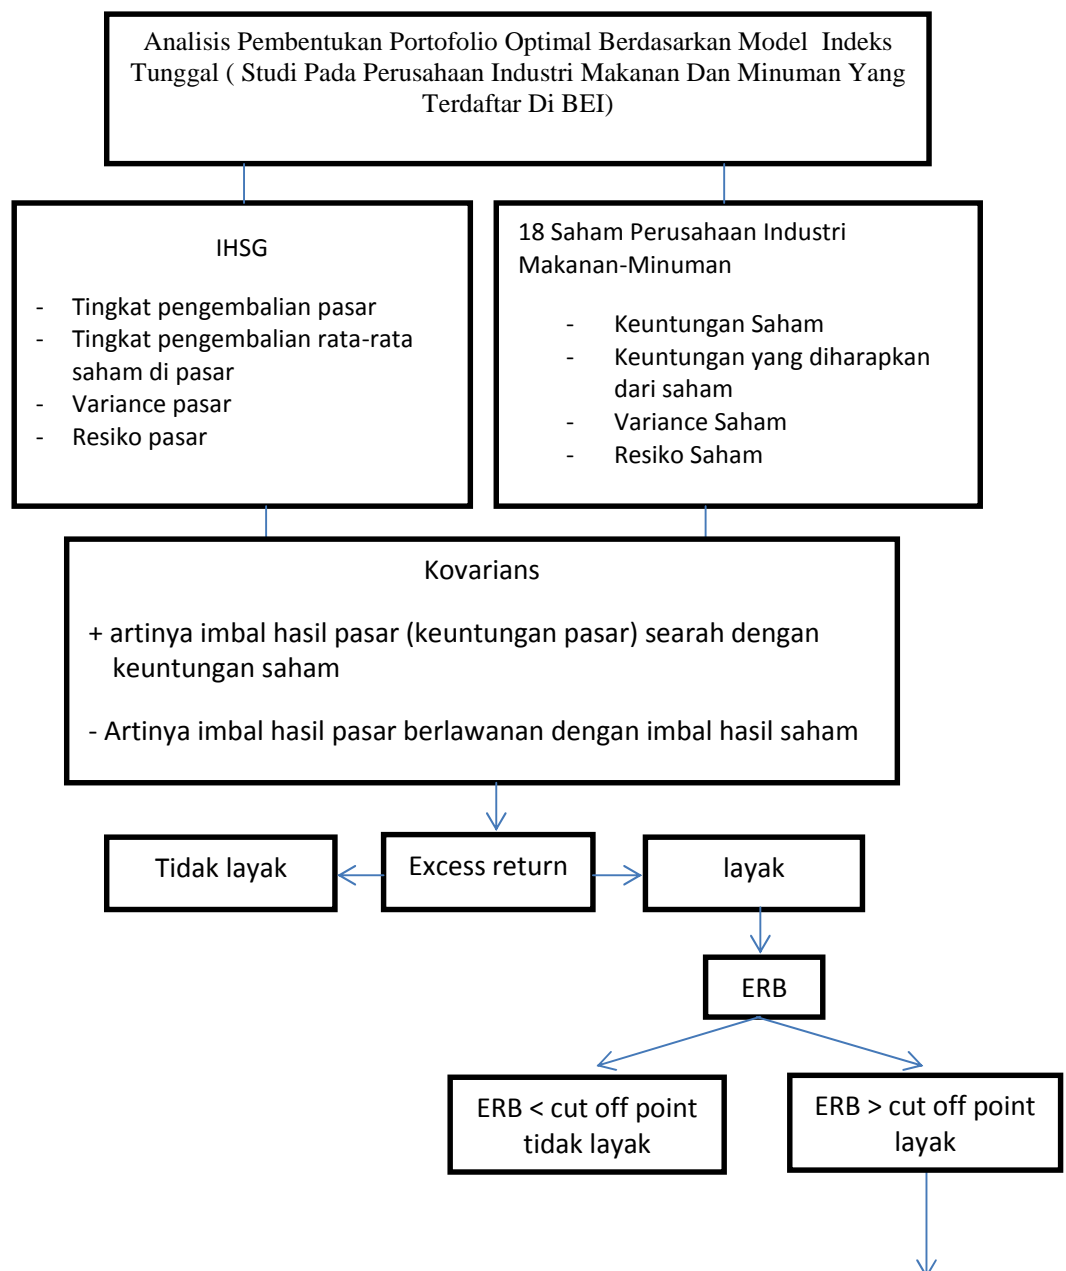 Analisis Pembentukan Portofolio Optimal Berdasarkan Model Indeks
Tunggal ( Studi Pada Perusahaan Industri Makanan Dan Minuman Yang
Terdaftar Di BEI)
IHSG
- Tingkat pengembalian pasar
- Tingkat pengembalian rata-rata
saham di pasar
- Variance pasar
- Resiko pasar
18 Saham Perusahaan Industri
Makanan-Minuman
- Keuntungan Saham
- Keuntungan yang diharapkan
dari saham
- Variance Saham
- Resiko Saham
Kovarians
+ artinya imbal hasil pasar (keuntungan pasar) searah dengan
keuntungan saham
- Artinya imbal hasil pasar berlawanan dengan imbal hasil saham
Tidak layak
Excess return
layak
ERB
ERB < cut off point
tidak layak
ERB > cut off point
layak